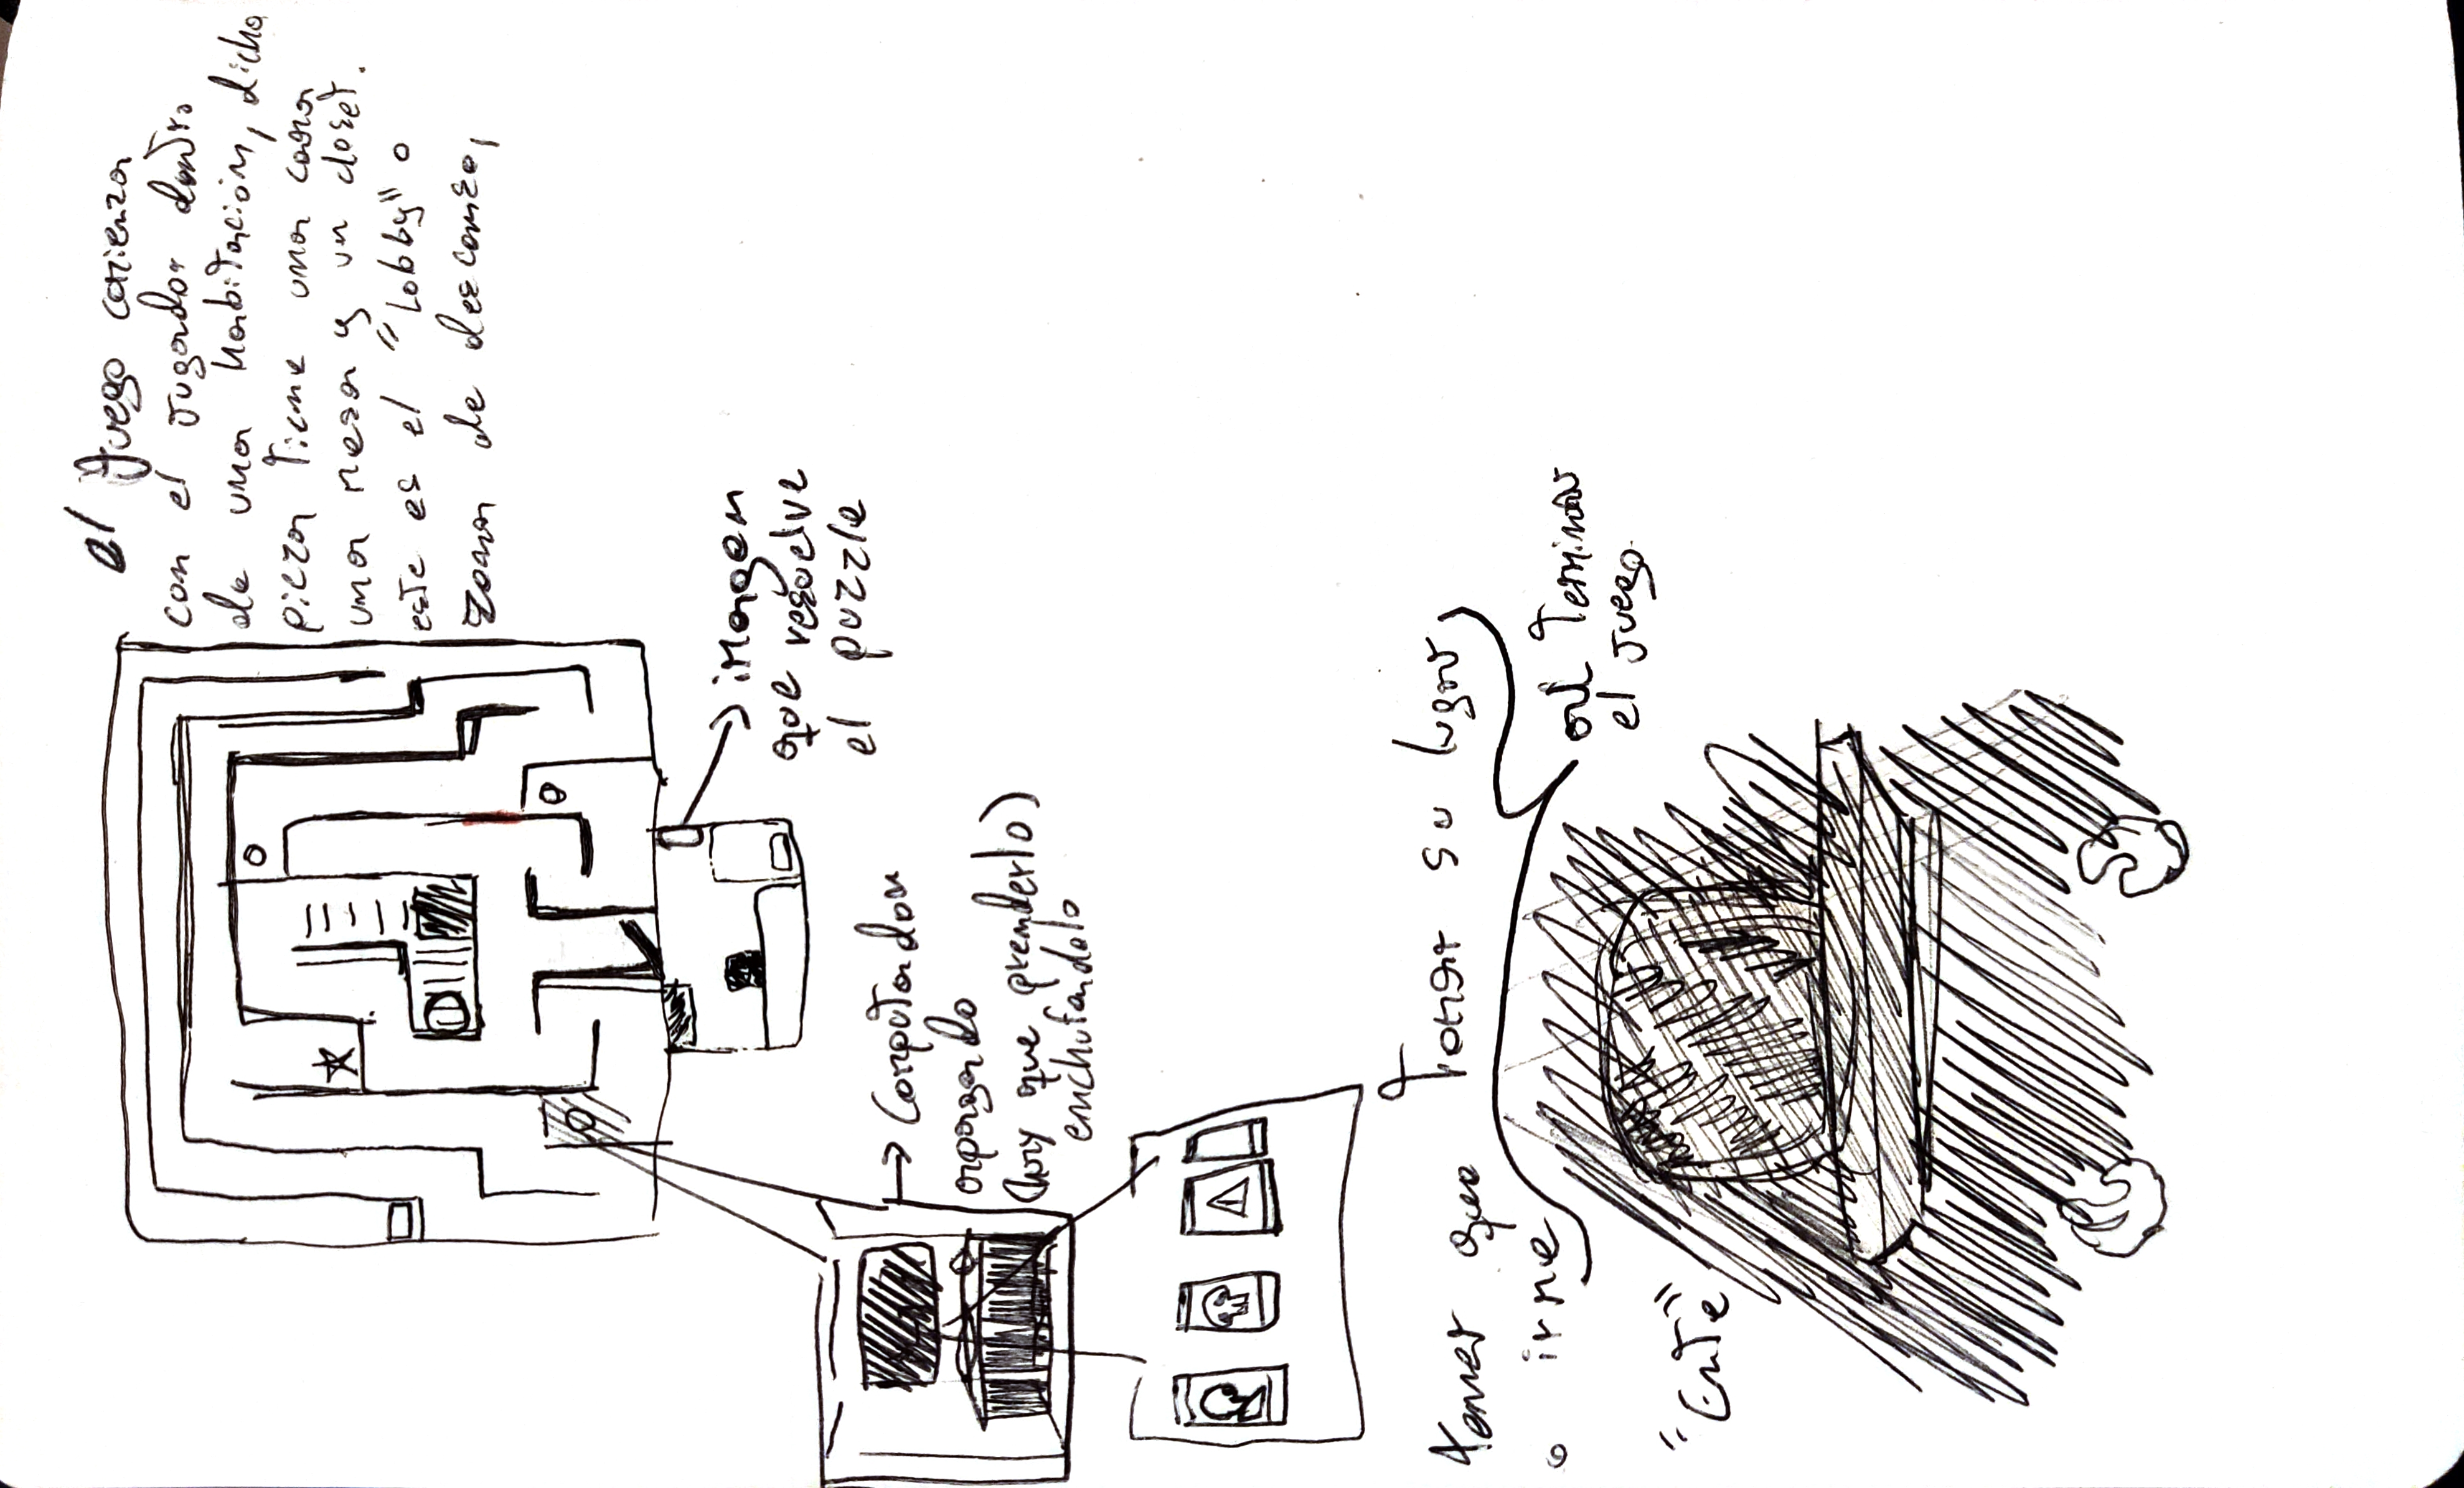 el Juego comienza
con el jugador dentro
de una habitación, dicha
pieza tiene una cama
una mesa y un closet.
este es el "Lobby" o
zona de descanso,
imagen
que resuelve
el puzzle
Computador
apagado
(hay que prenderlo)
enchufandolo
tener que tomar su lugar
o irme
al terminar
el juego.
"Ente"